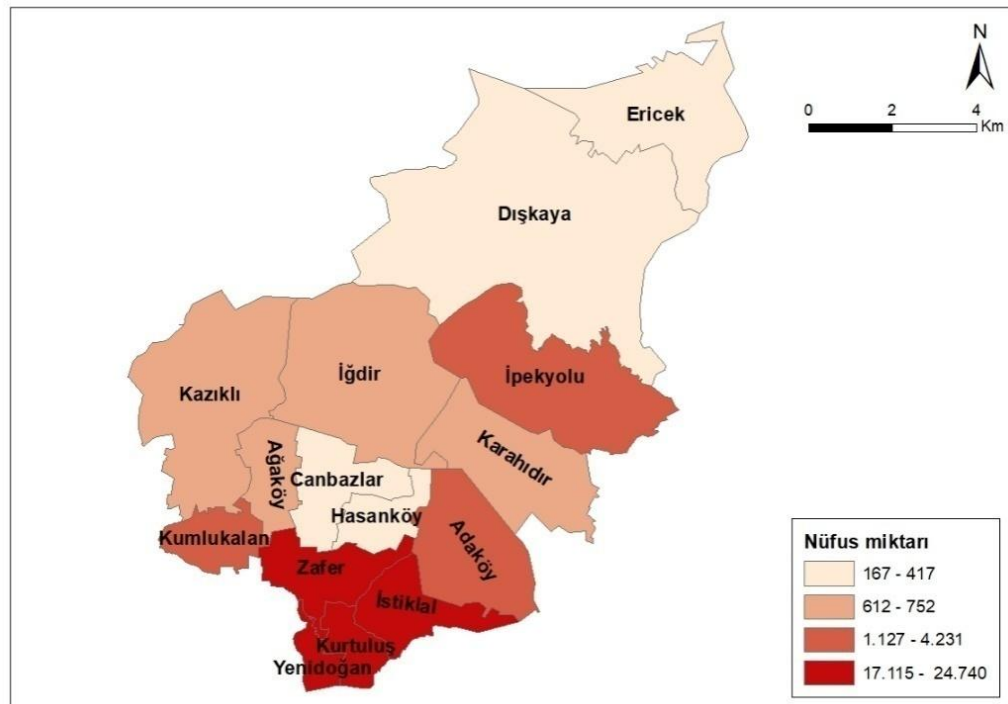 N
0 2 4
Km
Ericek
Dışkaya
İpekyolu
İğdir
Kazıklı
Karahıdır
Ağaköy
Canbazlar
Hasanköy
Kumlukalan
Adaköy
Zafer
İstiklal
Kurtuluş
Yenidoğan
Nüfus miktarı
167 - 417
612 - 752
1.127 - 4.231
17.115 - 24.740